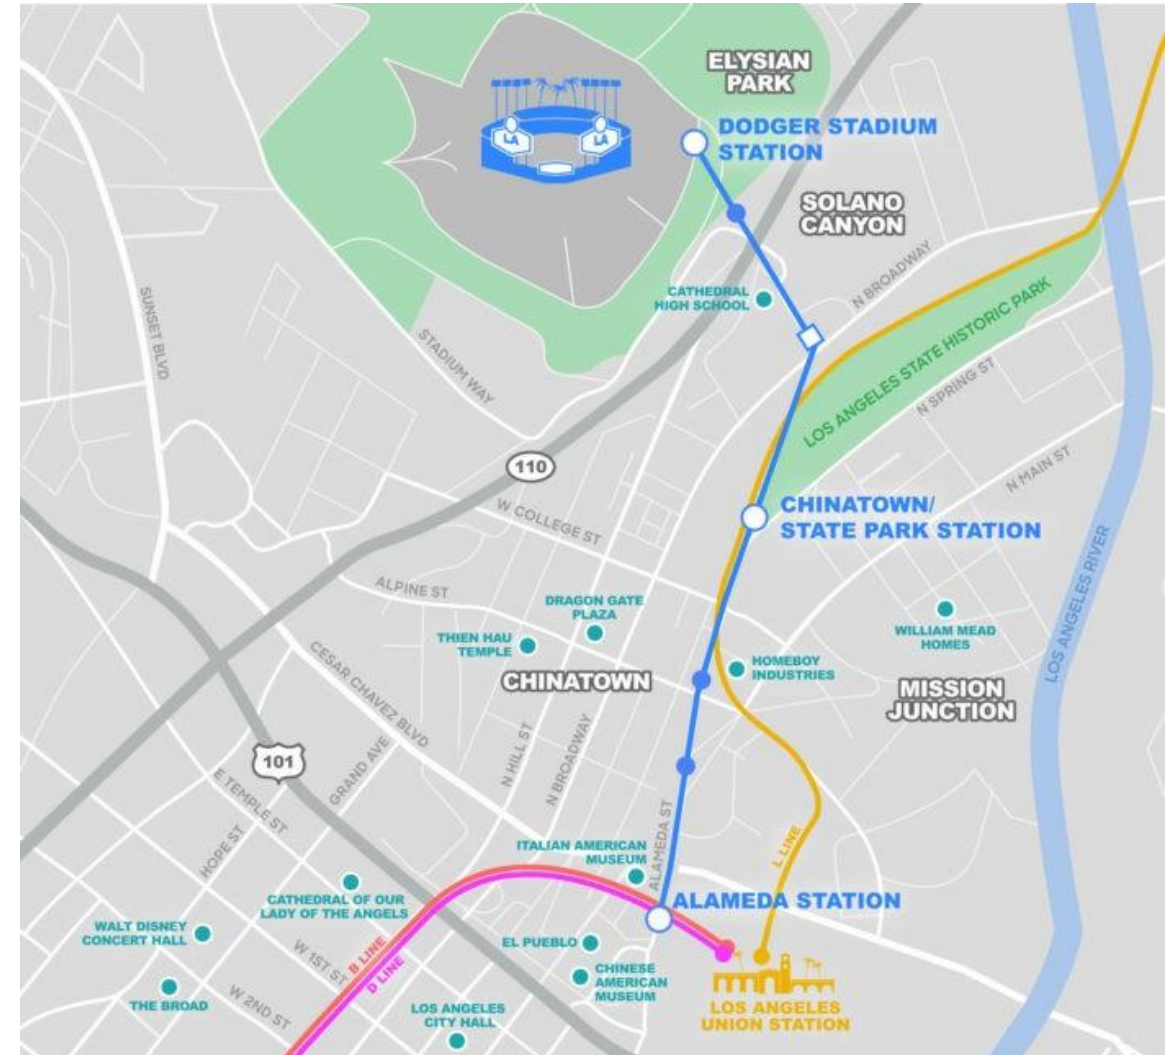 ELYSIAN
PARK
LA
LA
DODGER STADIUM
STATION
SOLANO
CANYON
CATHEDRAL
HIGH SCHOOL
N BROADWAY
SUNSET BLVD
STADIUM WAY
LOS ANGELES STATE HISTORIC PARK
N SPRING ST
110
N MAIN ST
W COLLEGE ST
CHINATOWN/
STATE PARK STATION
LOS ANGELES RIVER
ALPINE ST
DRAGON GATE
PLAZA
THIEN HAU
TEMPLE
WILLIAM MEAD
HOMES
CESAR CHAVEZ BLVD
CHINATOWN
HOMEBOY
INDUSTRIES
MISSION
JUNCTION
101
GRAND AVE
N HILL ST
N BROADWAY
E TEMPLE ST
HOPE ST
ALAMEDA ST
L LINE
ITALIAN AMERICAN
MUSEUM
CATHEDRAL OF OUR
LADY OF THE ANGELS
ALAMEDA STATION
WALT DISNEY
CONCERT HALL
B LINE
D LINE
EL PUEBLO
W 1ST ST
CHINESE
AMERICAN
MUSEUM
THE BROAD
W 2ND ST
LOS ANGELES
CITY HALL
LOS ANGELES
UNION STATION